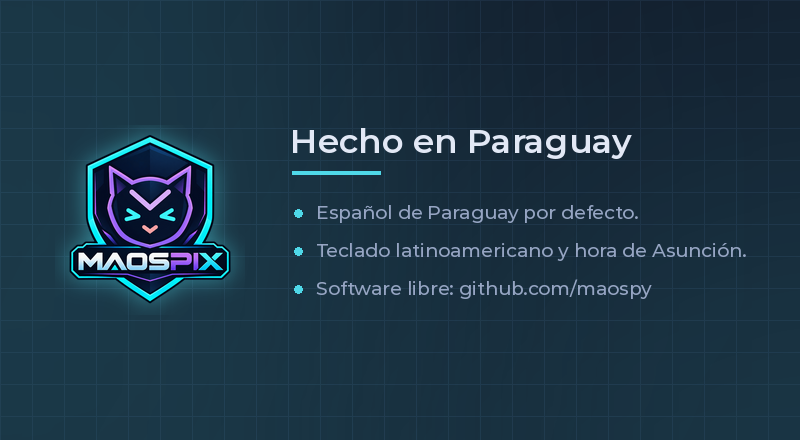 Hecho en Paraguay
Español de Paraguay por defecto.
Teclado latinoamericano y hora de Asunción.
Software libre: github.com/maospy
MAOSPIX